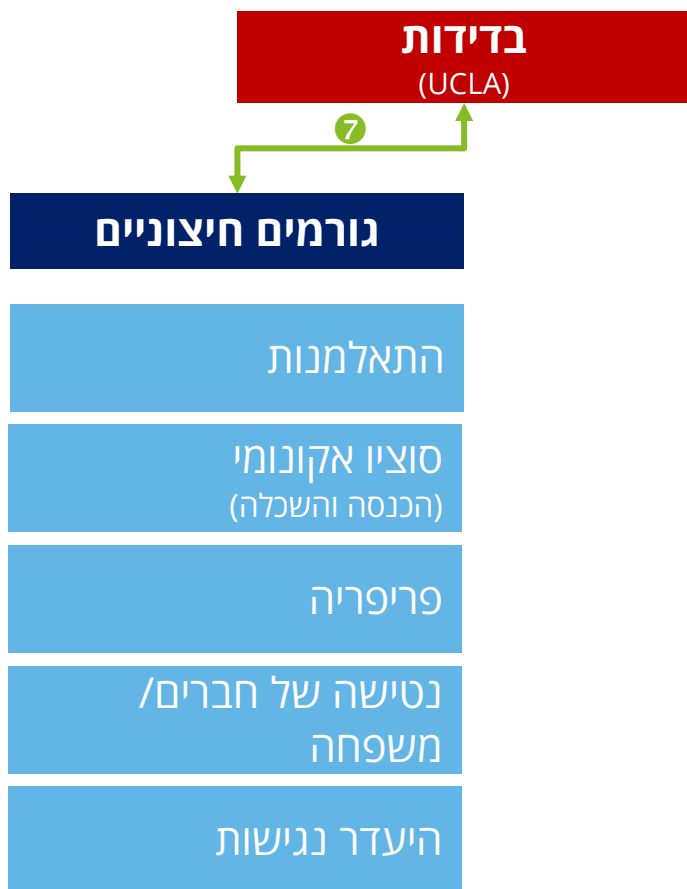 בדידות
(UCLA)
7
גורמים חיצוניים
התאלמנות
סוציו אקונומי
(הכנסה והשכלה)
פריפריה
נטישה של חברים/
משפחה
היעדר נגישות